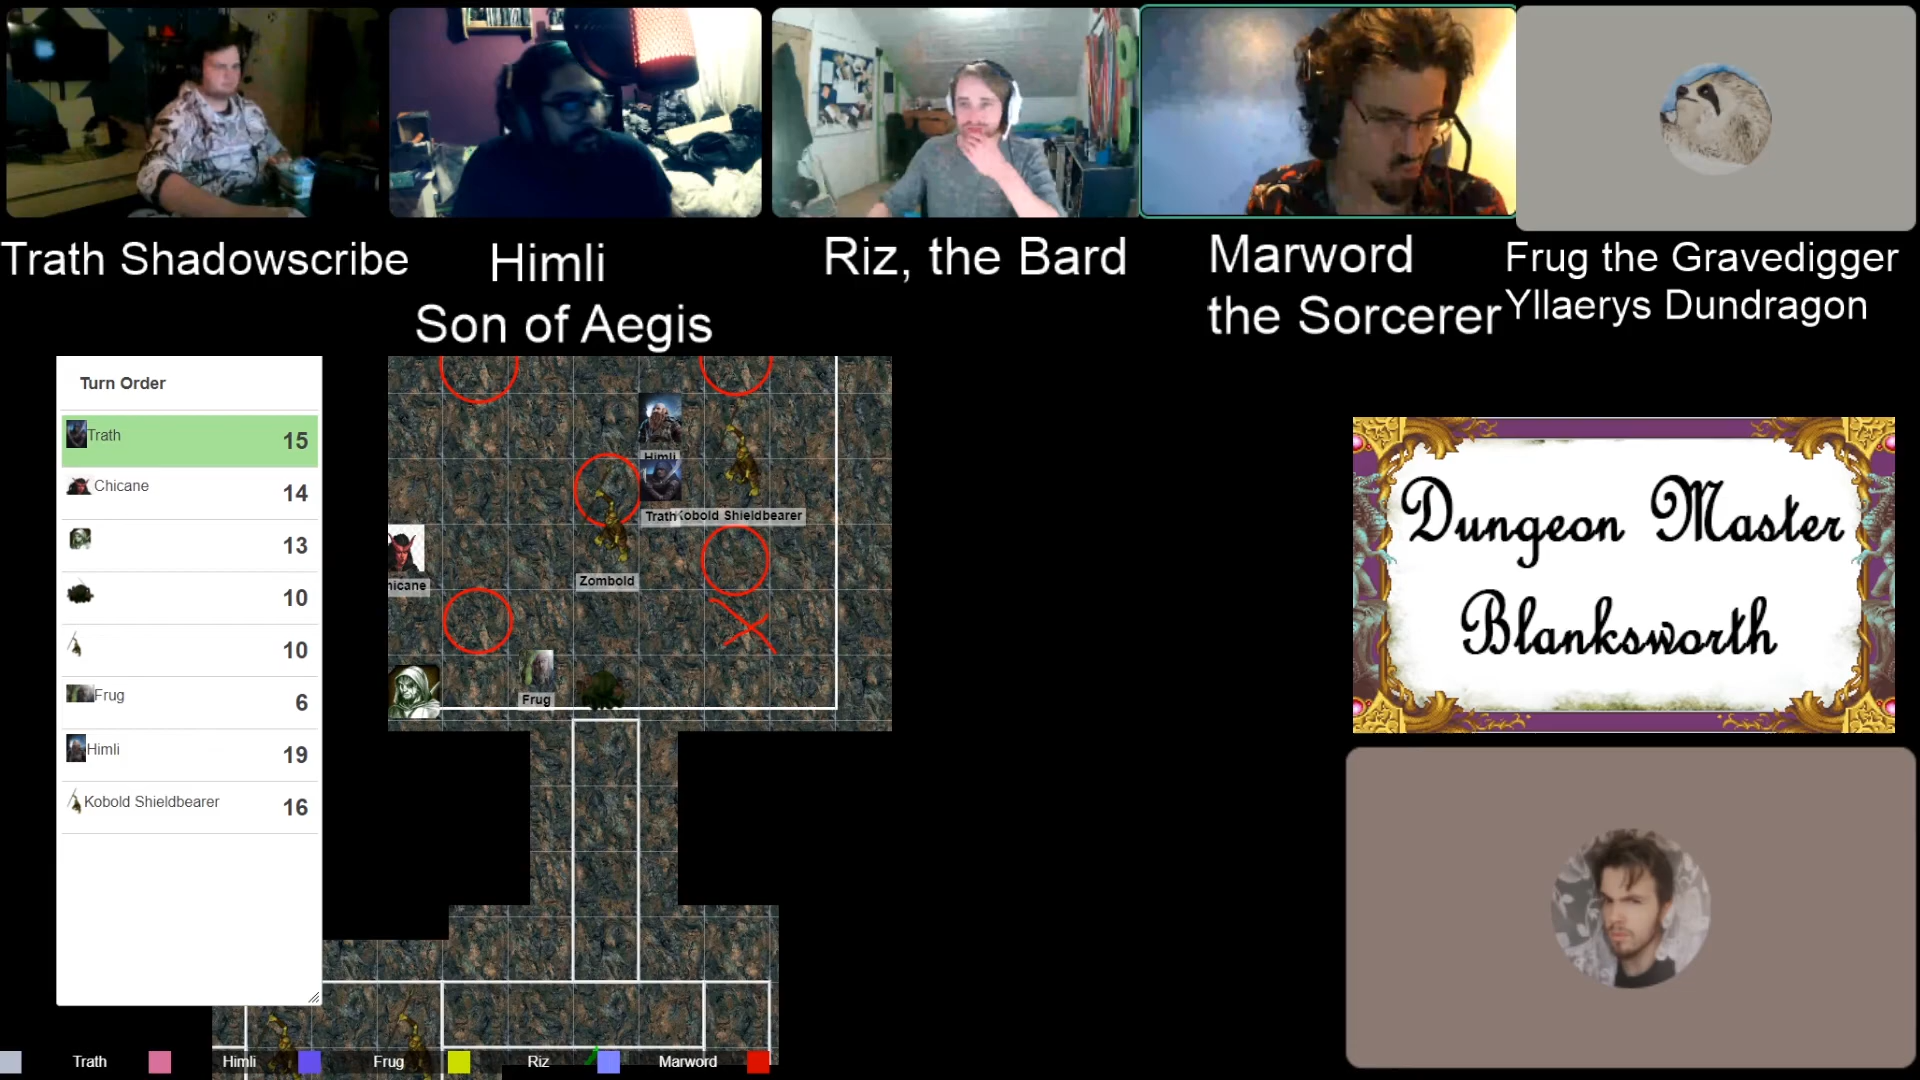 Trath Shadowscribe
Himli
Son of Aegis
Riz, the Bard
Marword
the Sorcerer
Frug the Gravedigger
Yllaerys Dundragon
Turn Order
Trath 15
Chicane 14
13
10
10
Frug 6
Himli 19
Kobold Shieldbearer 16
Himli
Trath
Kobold Shieldbearer
hicane
Zombold
Frug
Dungeon Master
Blanksworth
Trath
Himli
Frug
Riz
Marword